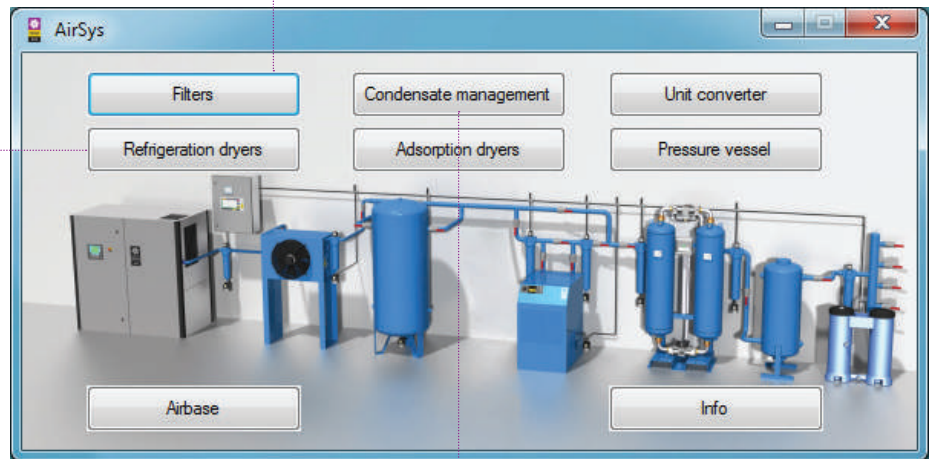 AirSys
Filters
Condensate management
Unit converter
Refrigeration dryers
Adsorption dryers
Pressure vessel
Airbase
Info